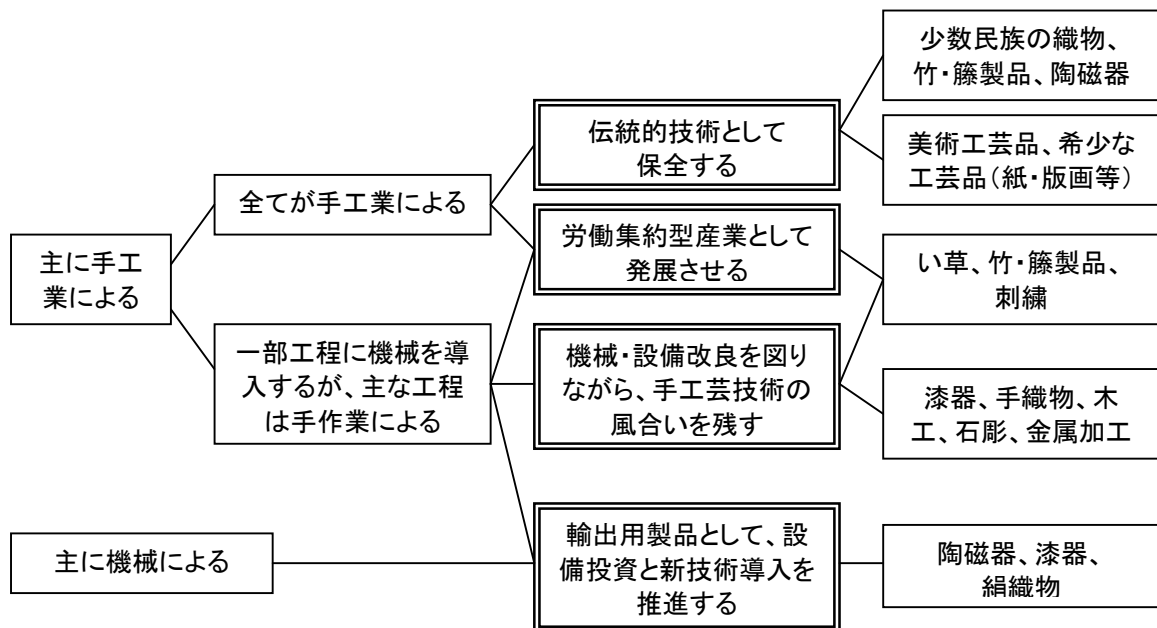 主に手工
業による
全てが手工業による
一部工程に機械を導
入するが、主な工程
は手作業による
主に機械による
伝統的技術として
保全する
労働集約型産業として
発展させる
機械・設備改良を図り
ながら、手工芸技術の
風合いを残す
輸出用製品として、設
備投資と新技術導入を
推進する
少数民族の織物、
竹・籐製品、陶磁器
美術工芸品、希少な
工芸品（紙・版画等）
い草、竹・籐製品、
刺繍
漆器、手織物、木
工、石彫、金属加工
陶磁器、漆器、
絹織物